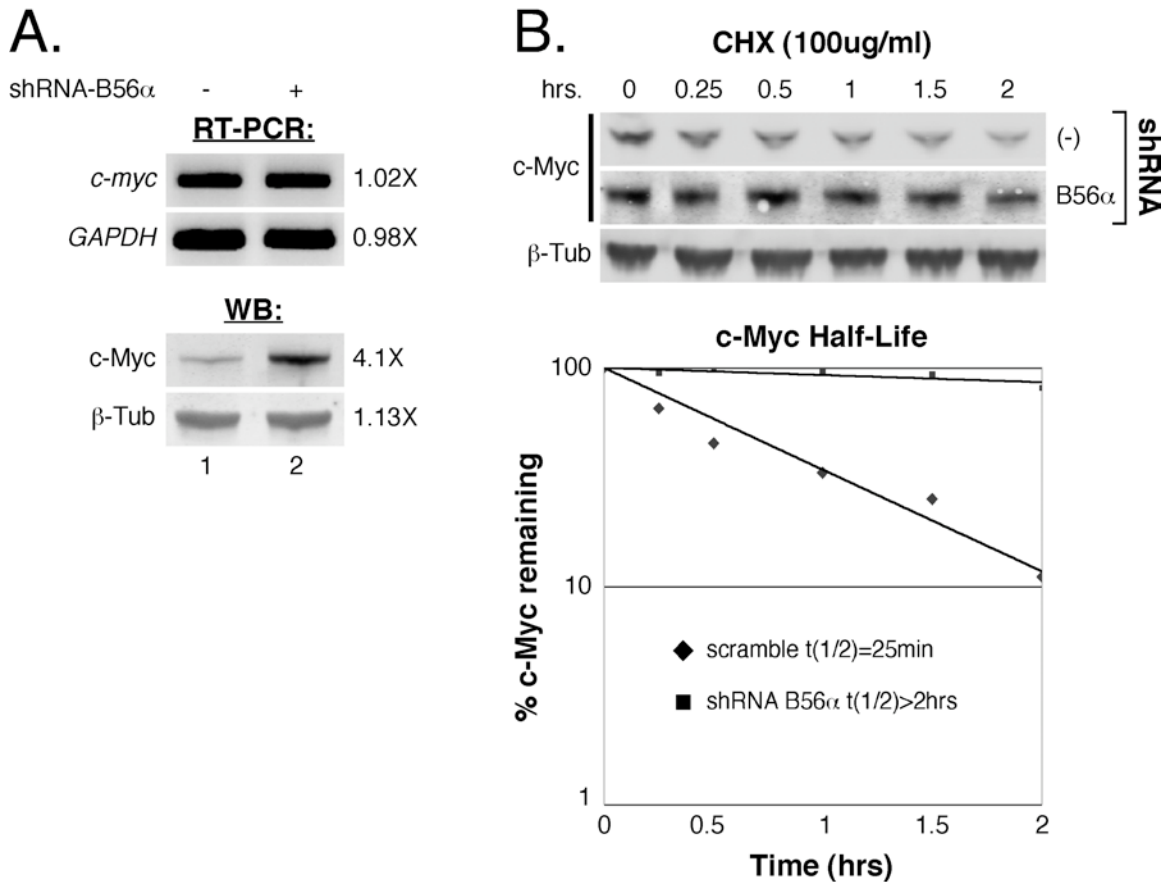 A.
shRNA-B56α - +
RT-PCR:
c-myc 1.02X
GAPDH 0.98X
WB:
c-Myc 4.1X
β-Tub 1.13X
1 2
B.
CHX (100ug/ml)
hrs. 0 0.25 0.5 1 1.5 2
c-Myc
(-)
B56α
shRNA
β-Tub
c-Myc Half-Life
% c-Myc remaining
100
10
1
scramble t(1/2)=25min
shRNA B56α t(1/2)>2hrs
0 0.5 1 1.5 2
Time (hrs)